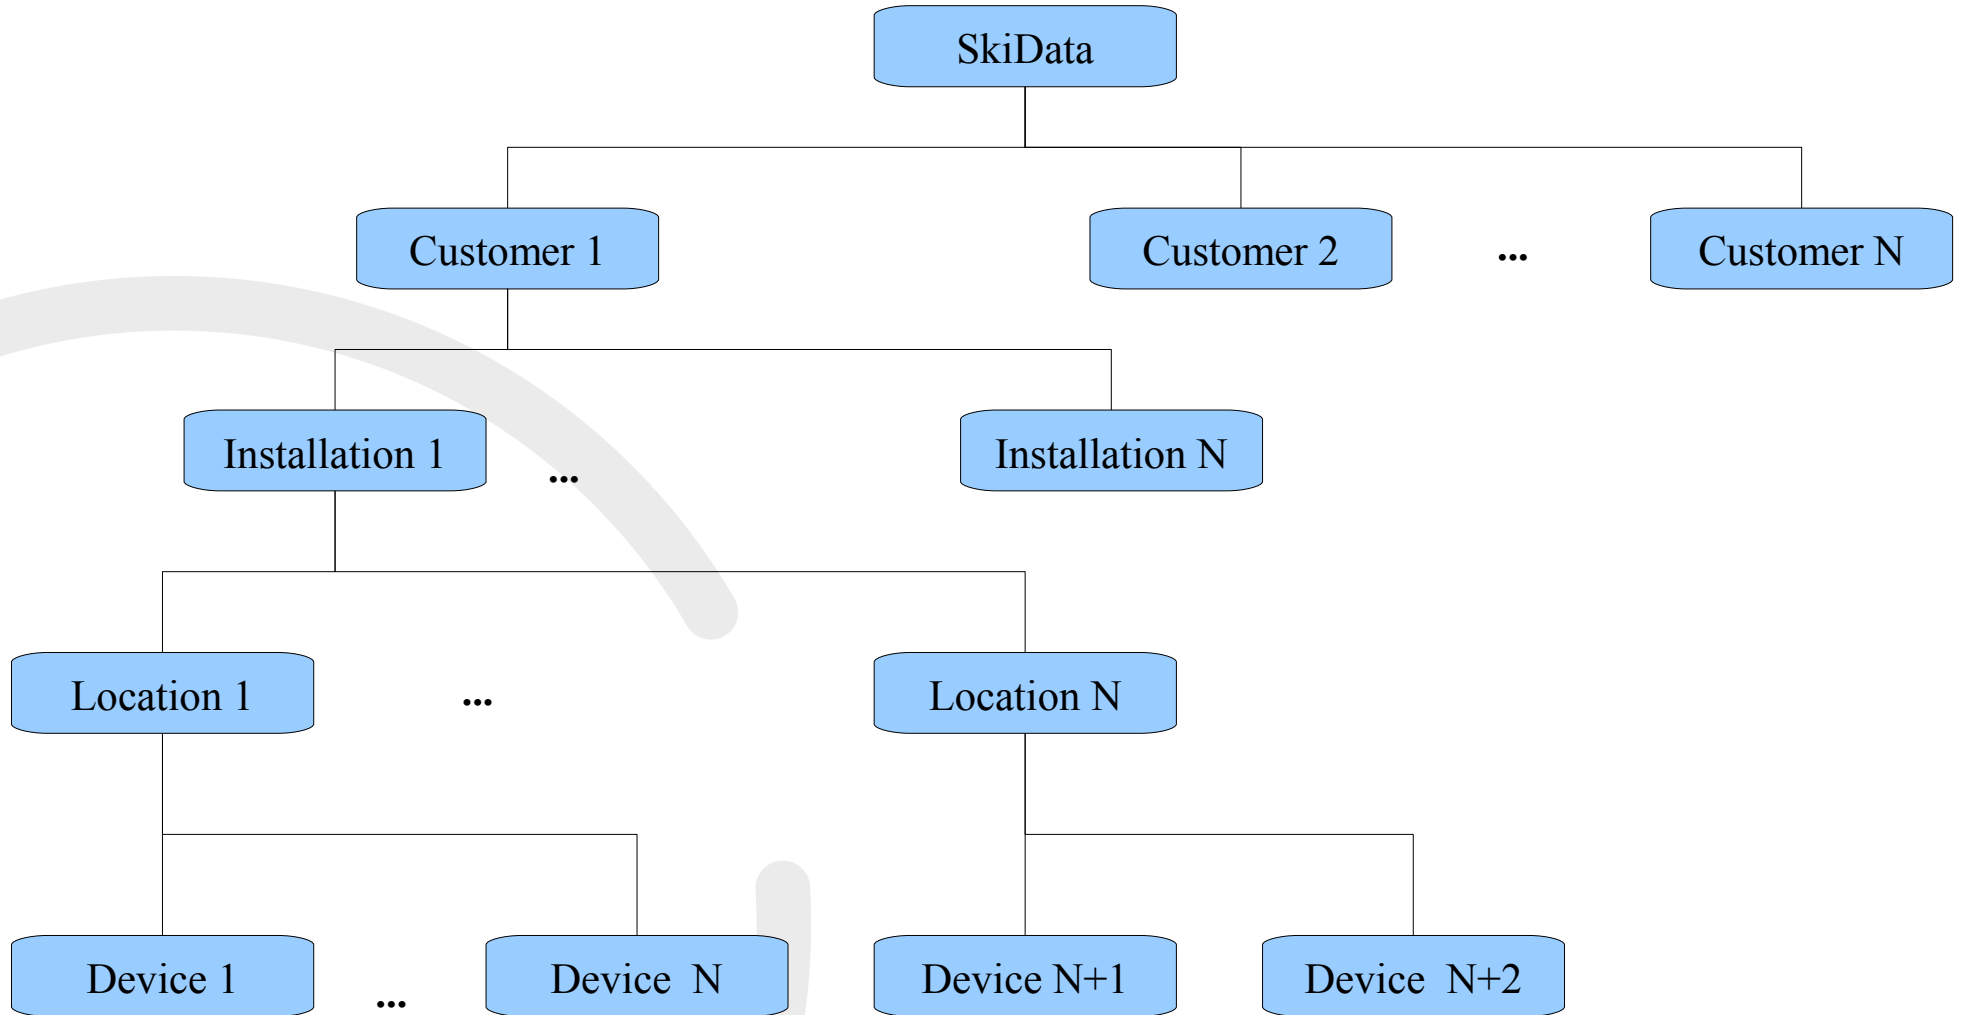 SkiData
Customer 1
Customer 2
...
Customer N
Installation 1
...
Installation N
Location 1
...
Location N
Device 1
...
Device  N
Device N+1
Device  N+2